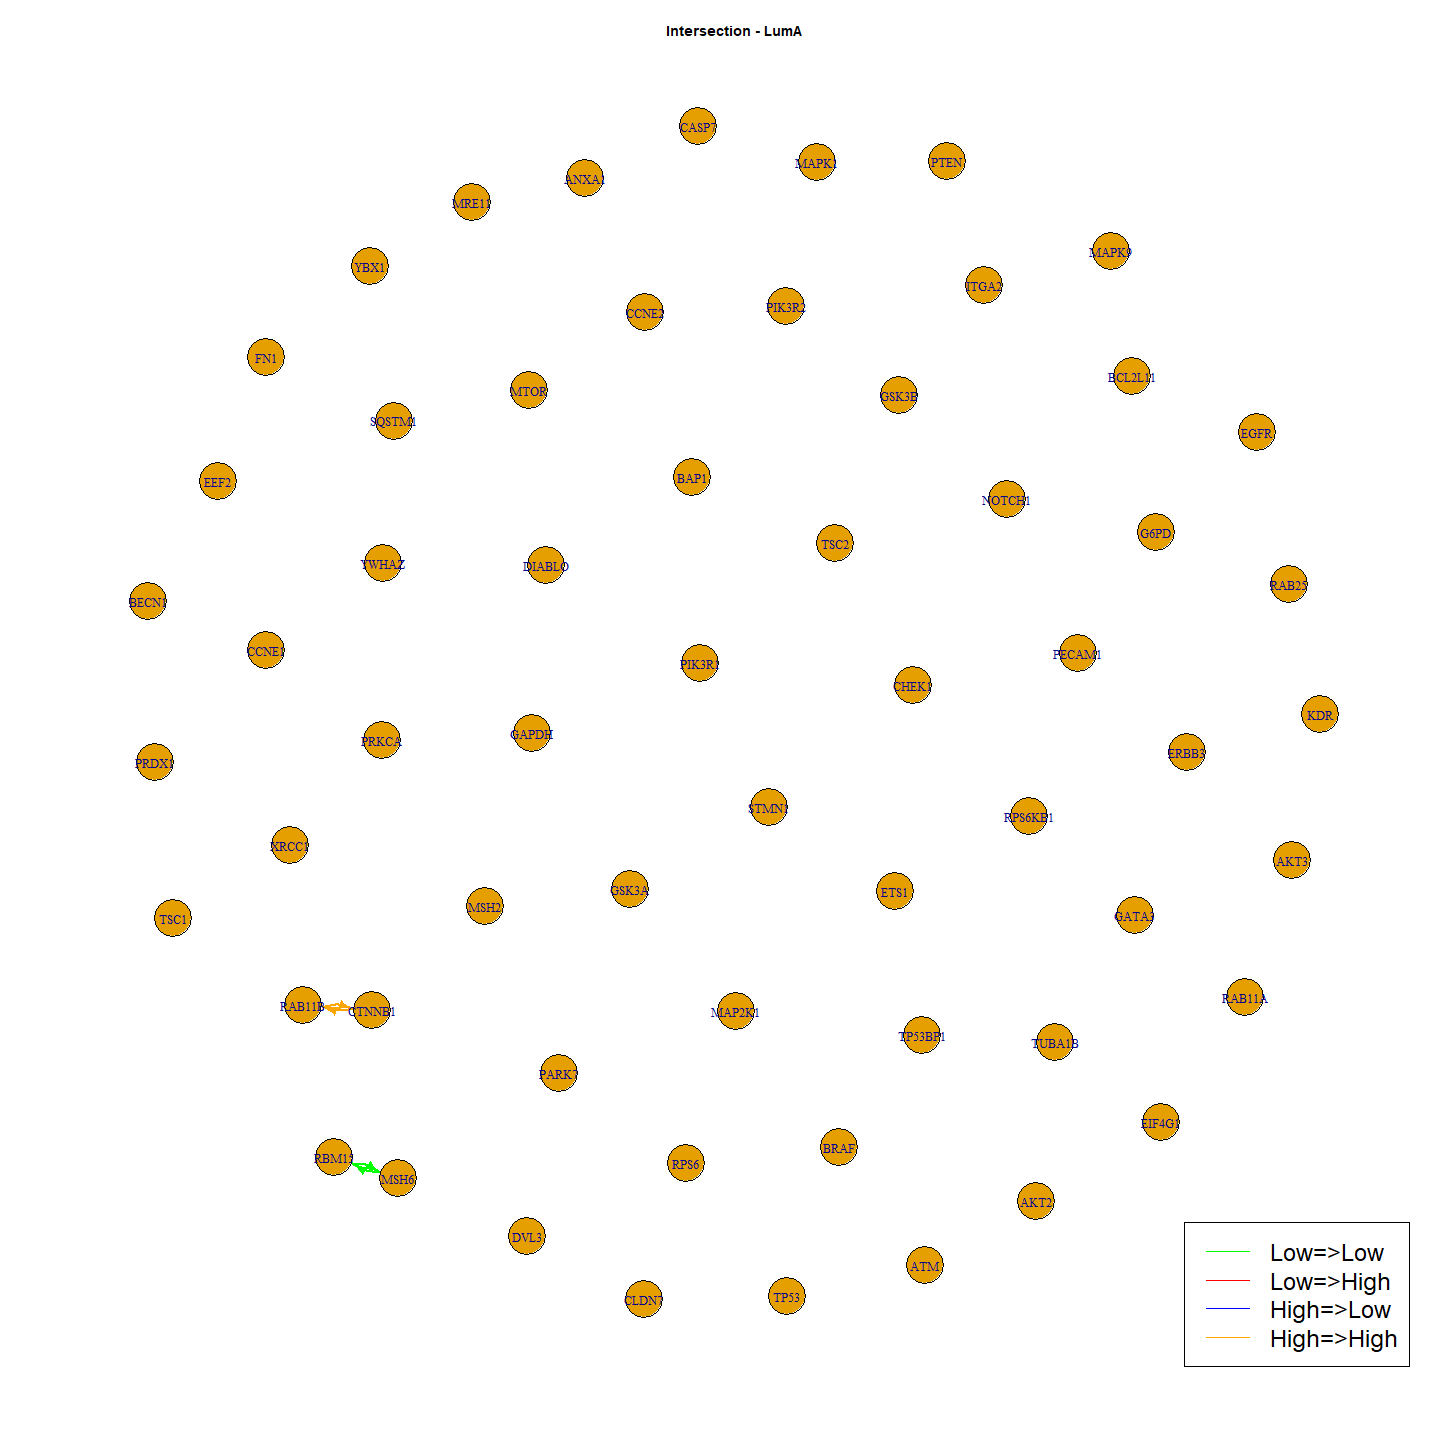 Intersection - LumA
CASP7
MAPK1
PTEN
ANXA1
MRE11
MAPK9
YBX1
ITGA2
PIK3R2
CCNE2
FN1
BCL2L11
MTOR
GSK3B
SQSTM1
EGFR
BAP1
EEF2
NOTCH1
G6PD
TSC2
YWHAZ
DIABLO
RAB25
BECN1
CCNE1
PECAM1
PIK3R1
CHEK1
KDR
GAPDH
PRKCA
ERBB3
PRDX1
STMN1
RPS6KB1
XRCC1
AKT3
GSK3A
ETS1
MSH2
GATA3
TSC1
RAB11A
RAB11B
CTNNB1
MAP2K1
TP53BP1
TUBA1B
PARK7
EIF4G1
BRAF
RBM15
RPS6
MSH6
AKT2
DVL3
ATM
TP53
CLDN7
Low=>Low
Low=>High
High=>Low
High=>High